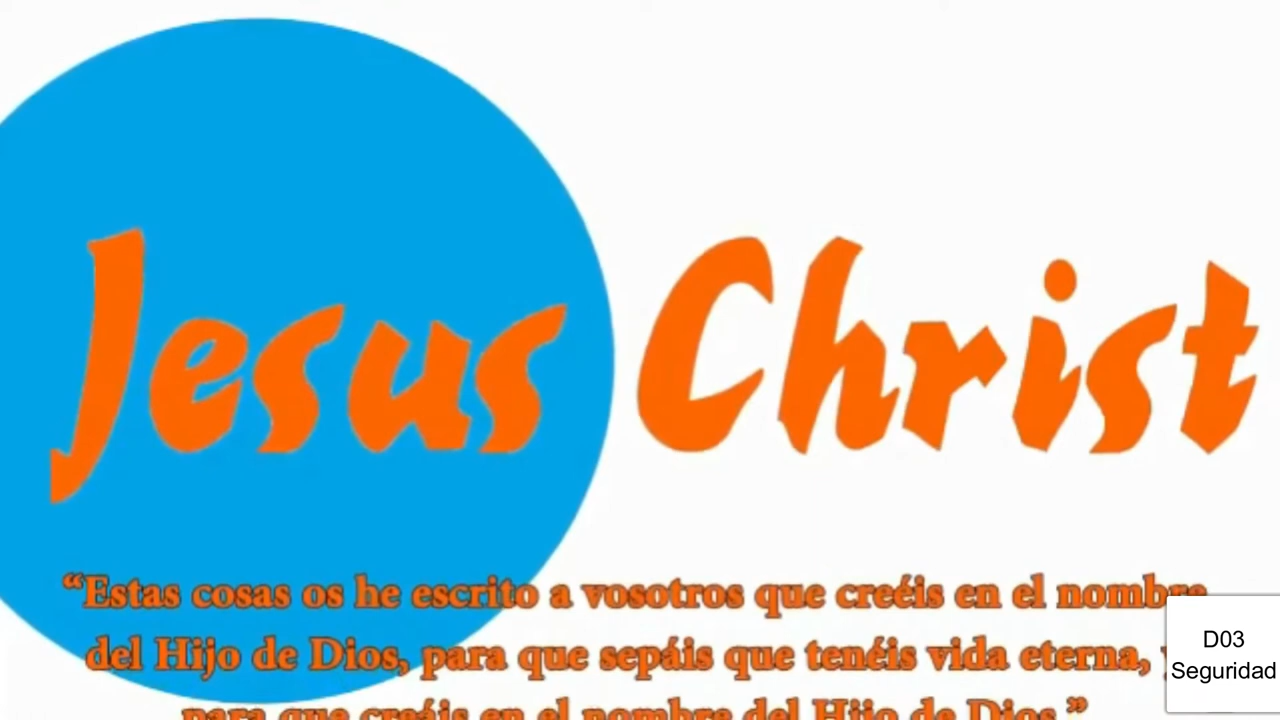 Jesus Christ
“Estas cosas os he escrito a vosotros que creéis en el nombre
del Hijo de Dios, para que sepáis que tenéis vida eterna,
para que creáis en el nombre del Hijo de Dios.”
D03
Seguridad